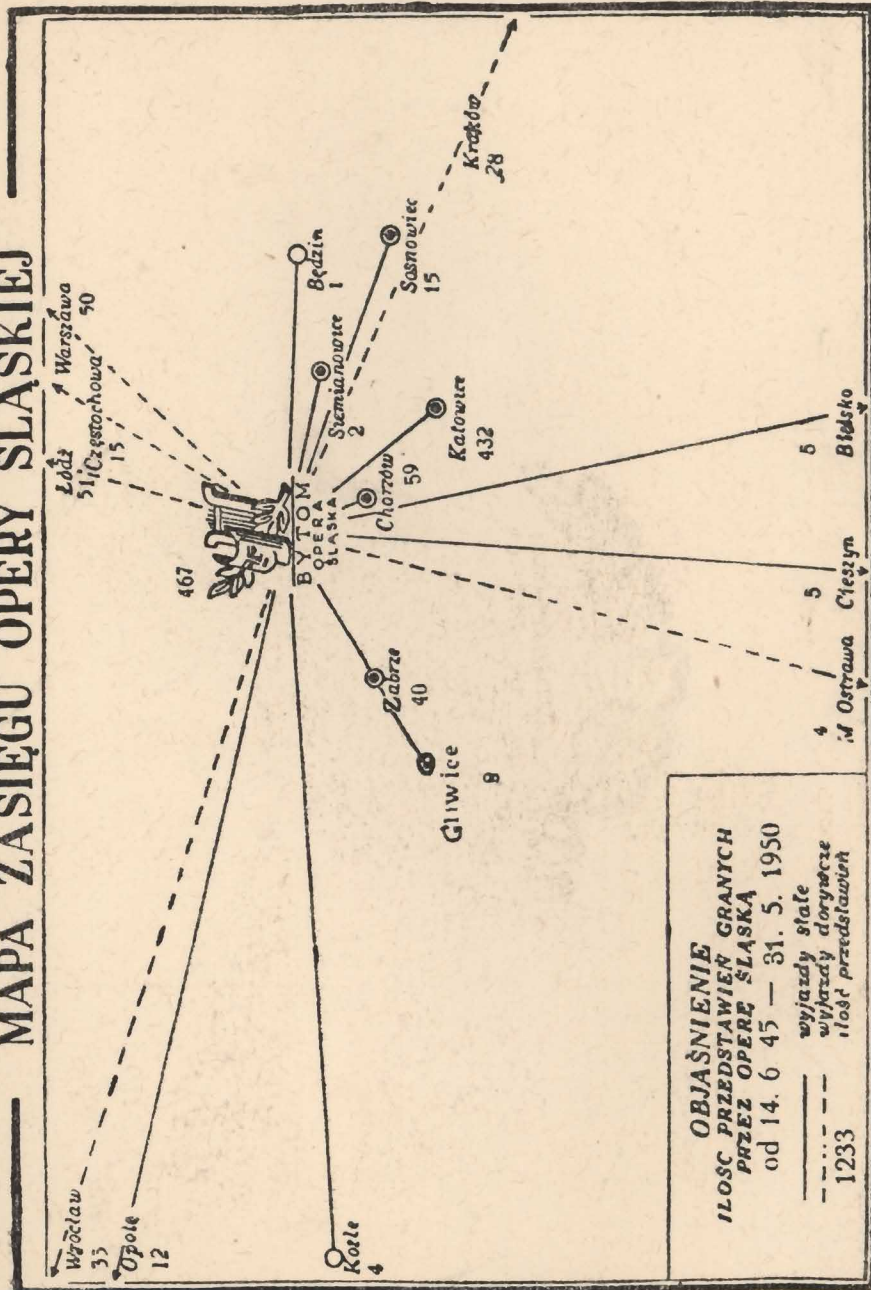 MAPA ZASIĘGU OPERY ŚLĄSKIEJ
Wrocław
33
Opole
12
Koźle
4
467
Łódź
51
Częstochowa
15
Warszawa
50
BYTOM
OPERA
ŚLĄSKA
Będzin
1
Siemianowice
2
Sosnowiec
15
Kraków
28
Katowice
432
Chorzów
59
Zabrze
40
Gliwice
8
4
M Ostrawa
5
Cieszyn
5
Bielsko
OBJAŚNIENIE
ILOŚĆ PRZEDSTAWIEŃ GRANYCH
PRZEZ OPERĘ ŚLĄSKĄ
od 14. 6 45 — 31. 5. 1950
wyjazdy stałe
wyjazdy dorywcze
1233 ilość przedstawień